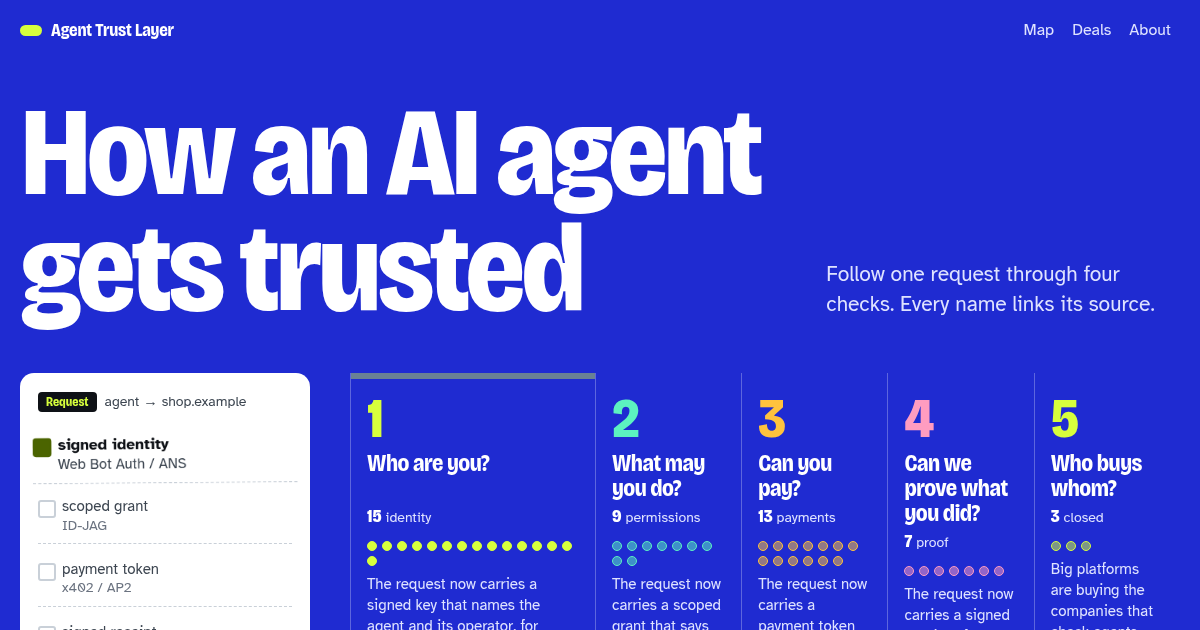 Agent Trust Layer
Map Deals About
How an AI agent
gets trusted
Follow one request through four
checks. Every name links its source.
Request agent → shop.example
signed identity
Web Bot Auth / ANS
scoped grant
ID-JAG
payment token
x402 / AP2
signed receipt
1
Who are you?
15 identity
The request now carries a
signed key that names the
agent and its operator, for
2
What may
you do?
9 permissions
The request now
carries a scoped
grant that says
3
Can you
pay?
13 payments
The request now
carries a
payment token
4
Can we
prove what
you did?
7 proof
The request now
carries a signed
5
Who buys
whom?
3 closed
Big platforms
are buying the
companies that
check agents